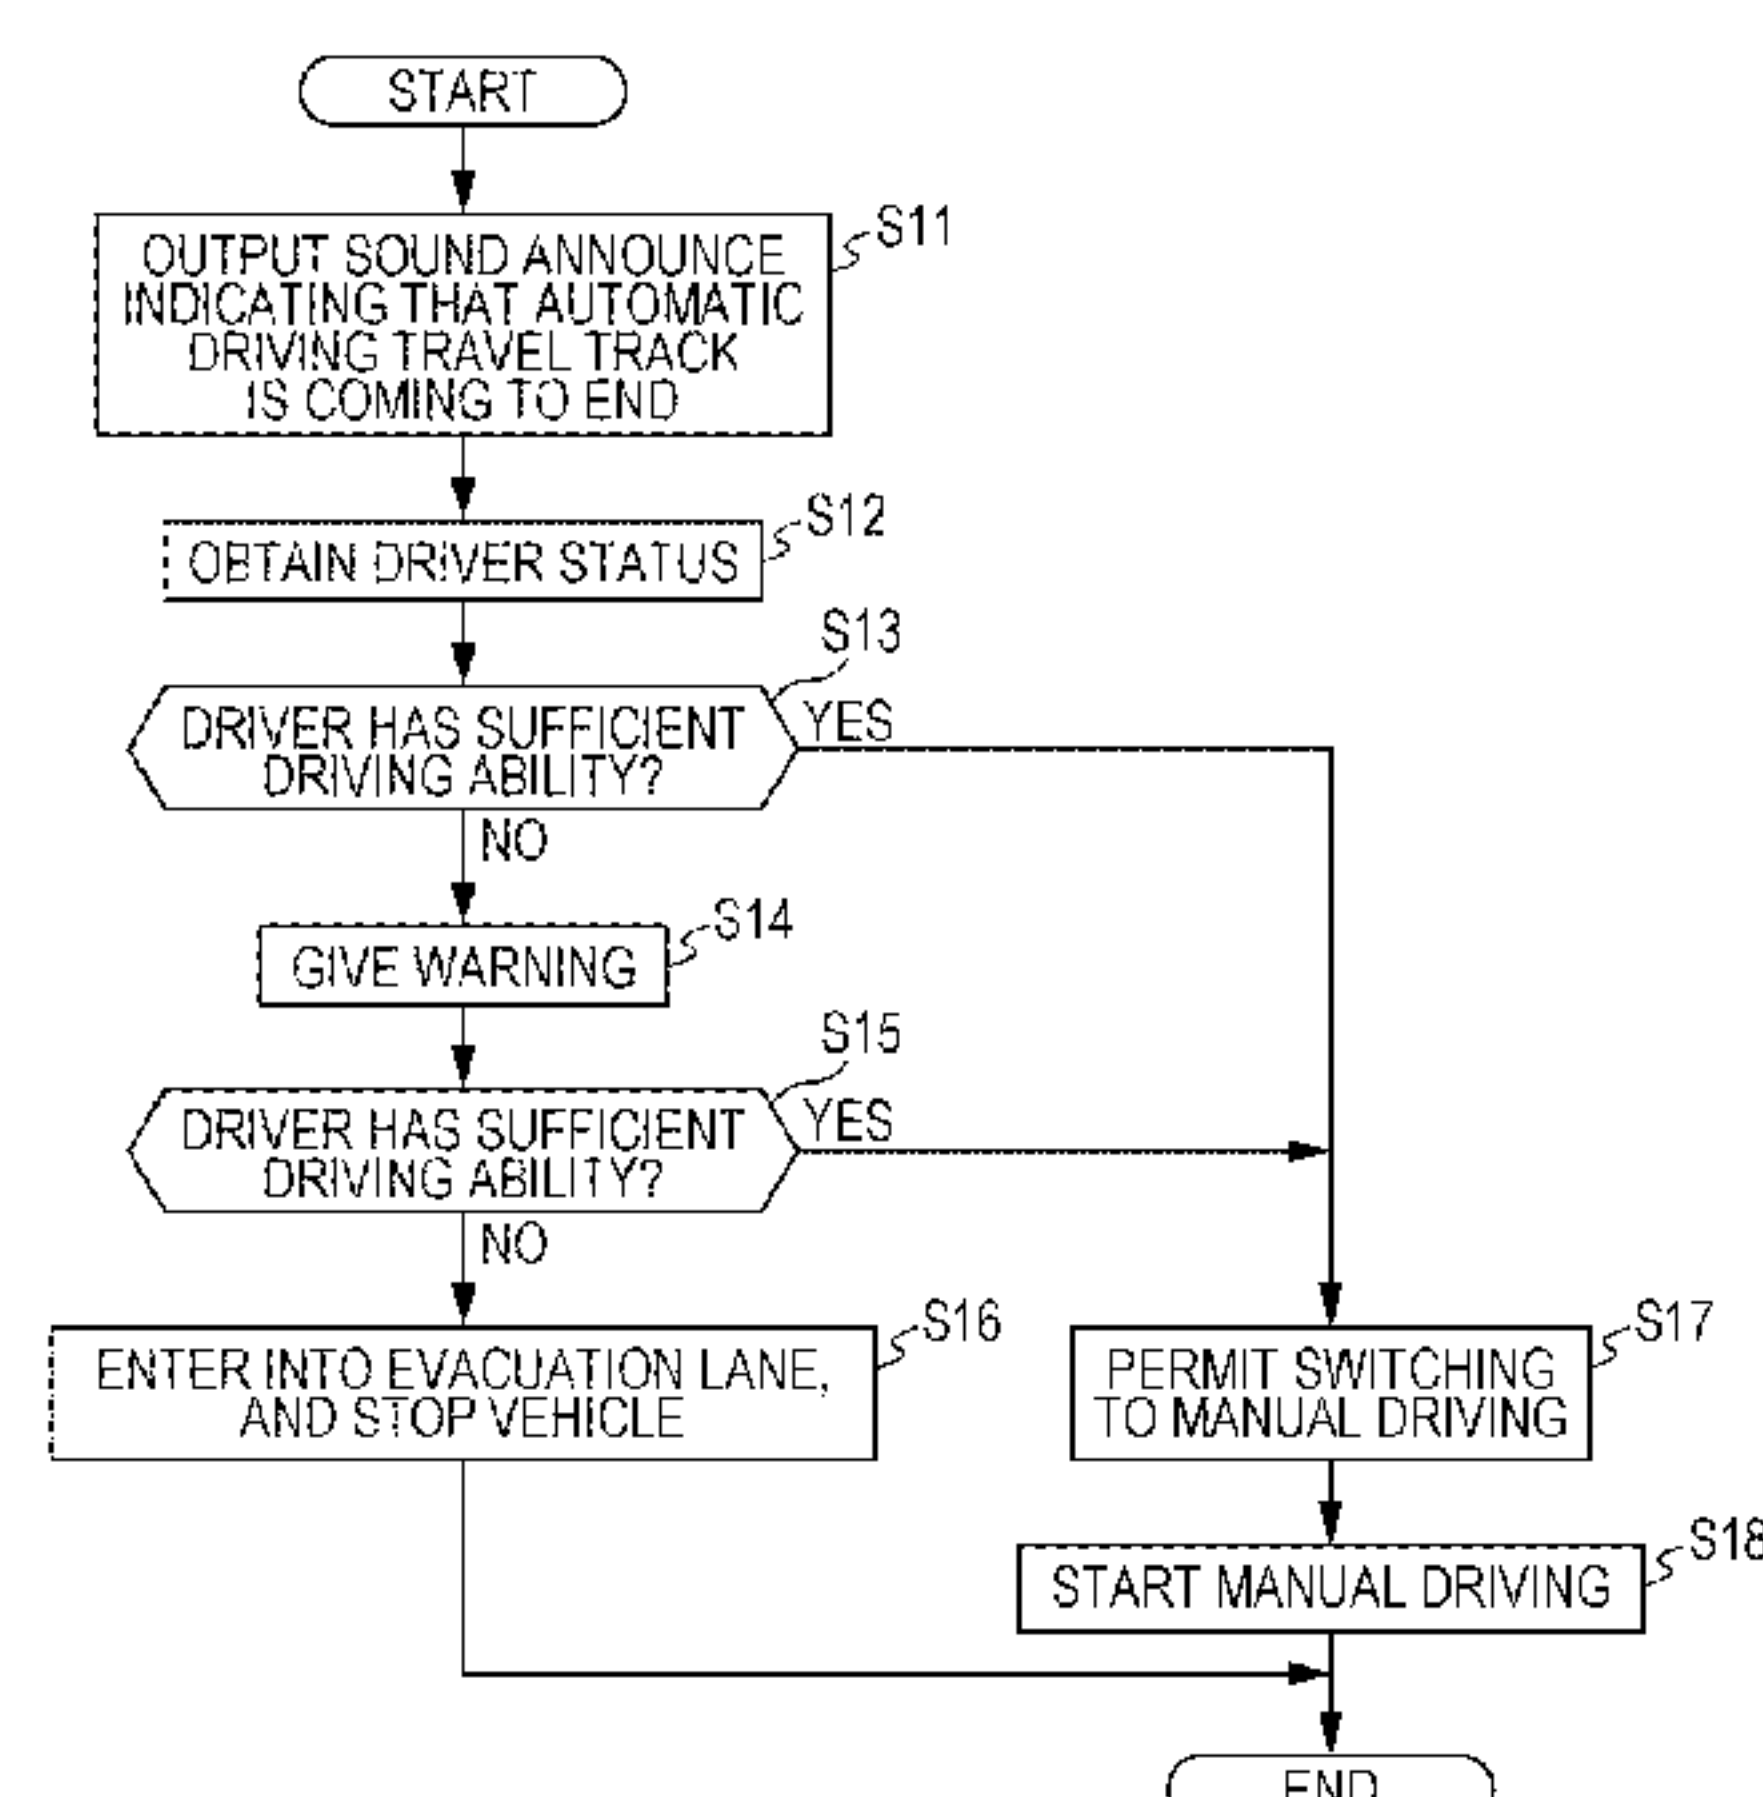 START
S11
OUTPUT SOUND ANNOUNCE
INDICATING THAT AUTOMATIC
DRIVING TRAVEL TRACK
IS COMING TO END
S12
OBTAIN DRIVER STATUS
S13
DRIVER HAS SUFFICIENT
DRIVING ABILITY?
YES
NO
S14
GIVE WARNING
S15
DRIVER HAS SUFFICIENT
DRIVING ABILITY?
YES
NO
S16
ENTER INTO EVACUATION LANE,
AND STOP VEHICLE
S17
PERMIT SWITCHING
TO MANUAL DRIVING
S18
START MANUAL DRIVING
END